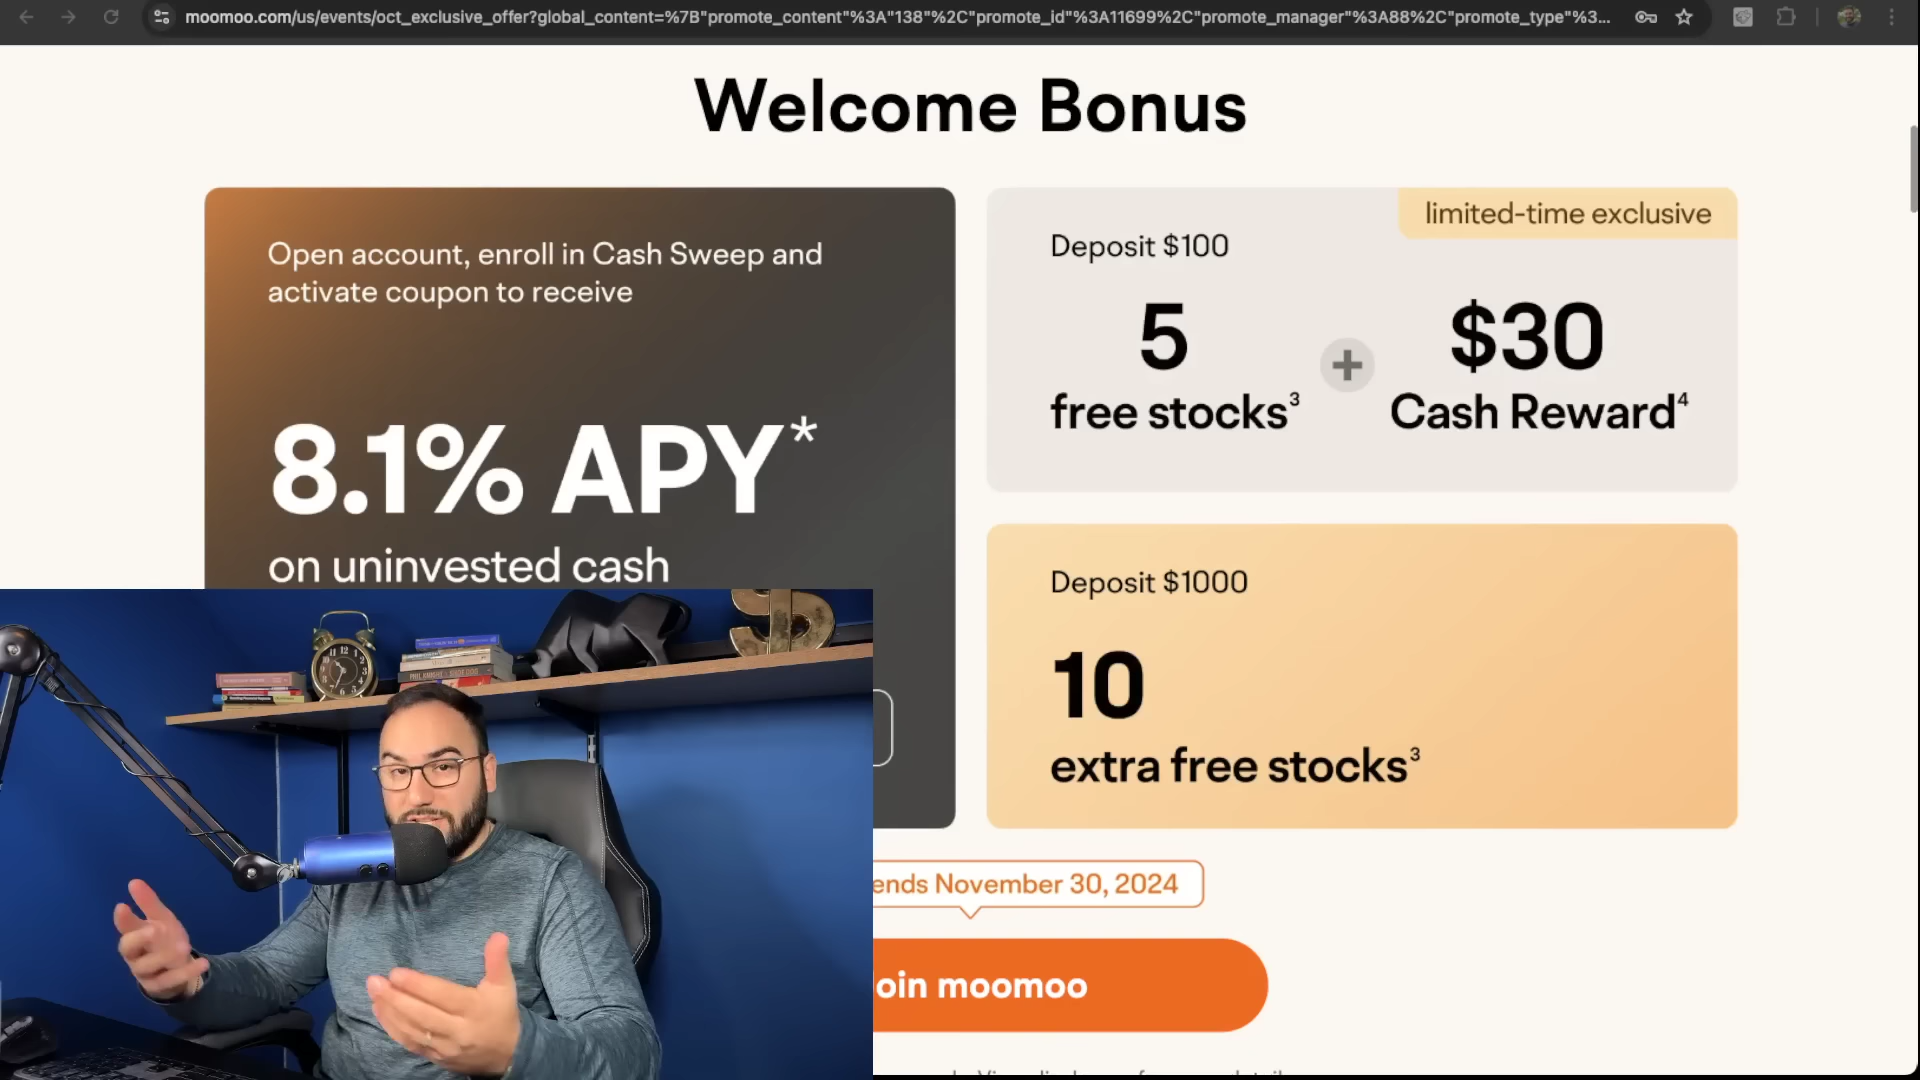 moomoo.com/us/events/oct_exclusive_offer?global_content=%7B"promote_content"%3A"138"%2C"promote_id"%3A11699%2C"promote_manager"%3A88%2C"promote_type"%3...
Welcome Bonus
Open account, enroll in Cash Sweep and
activate coupon to receive
8.1% APY*
on uninvested cash
limited-time exclusive
Deposit $100
5
free stocks3
+
$30
Cash Reward4
Deposit $1000
10
extra free stocks3
ends November 30, 2024
oin moomoo